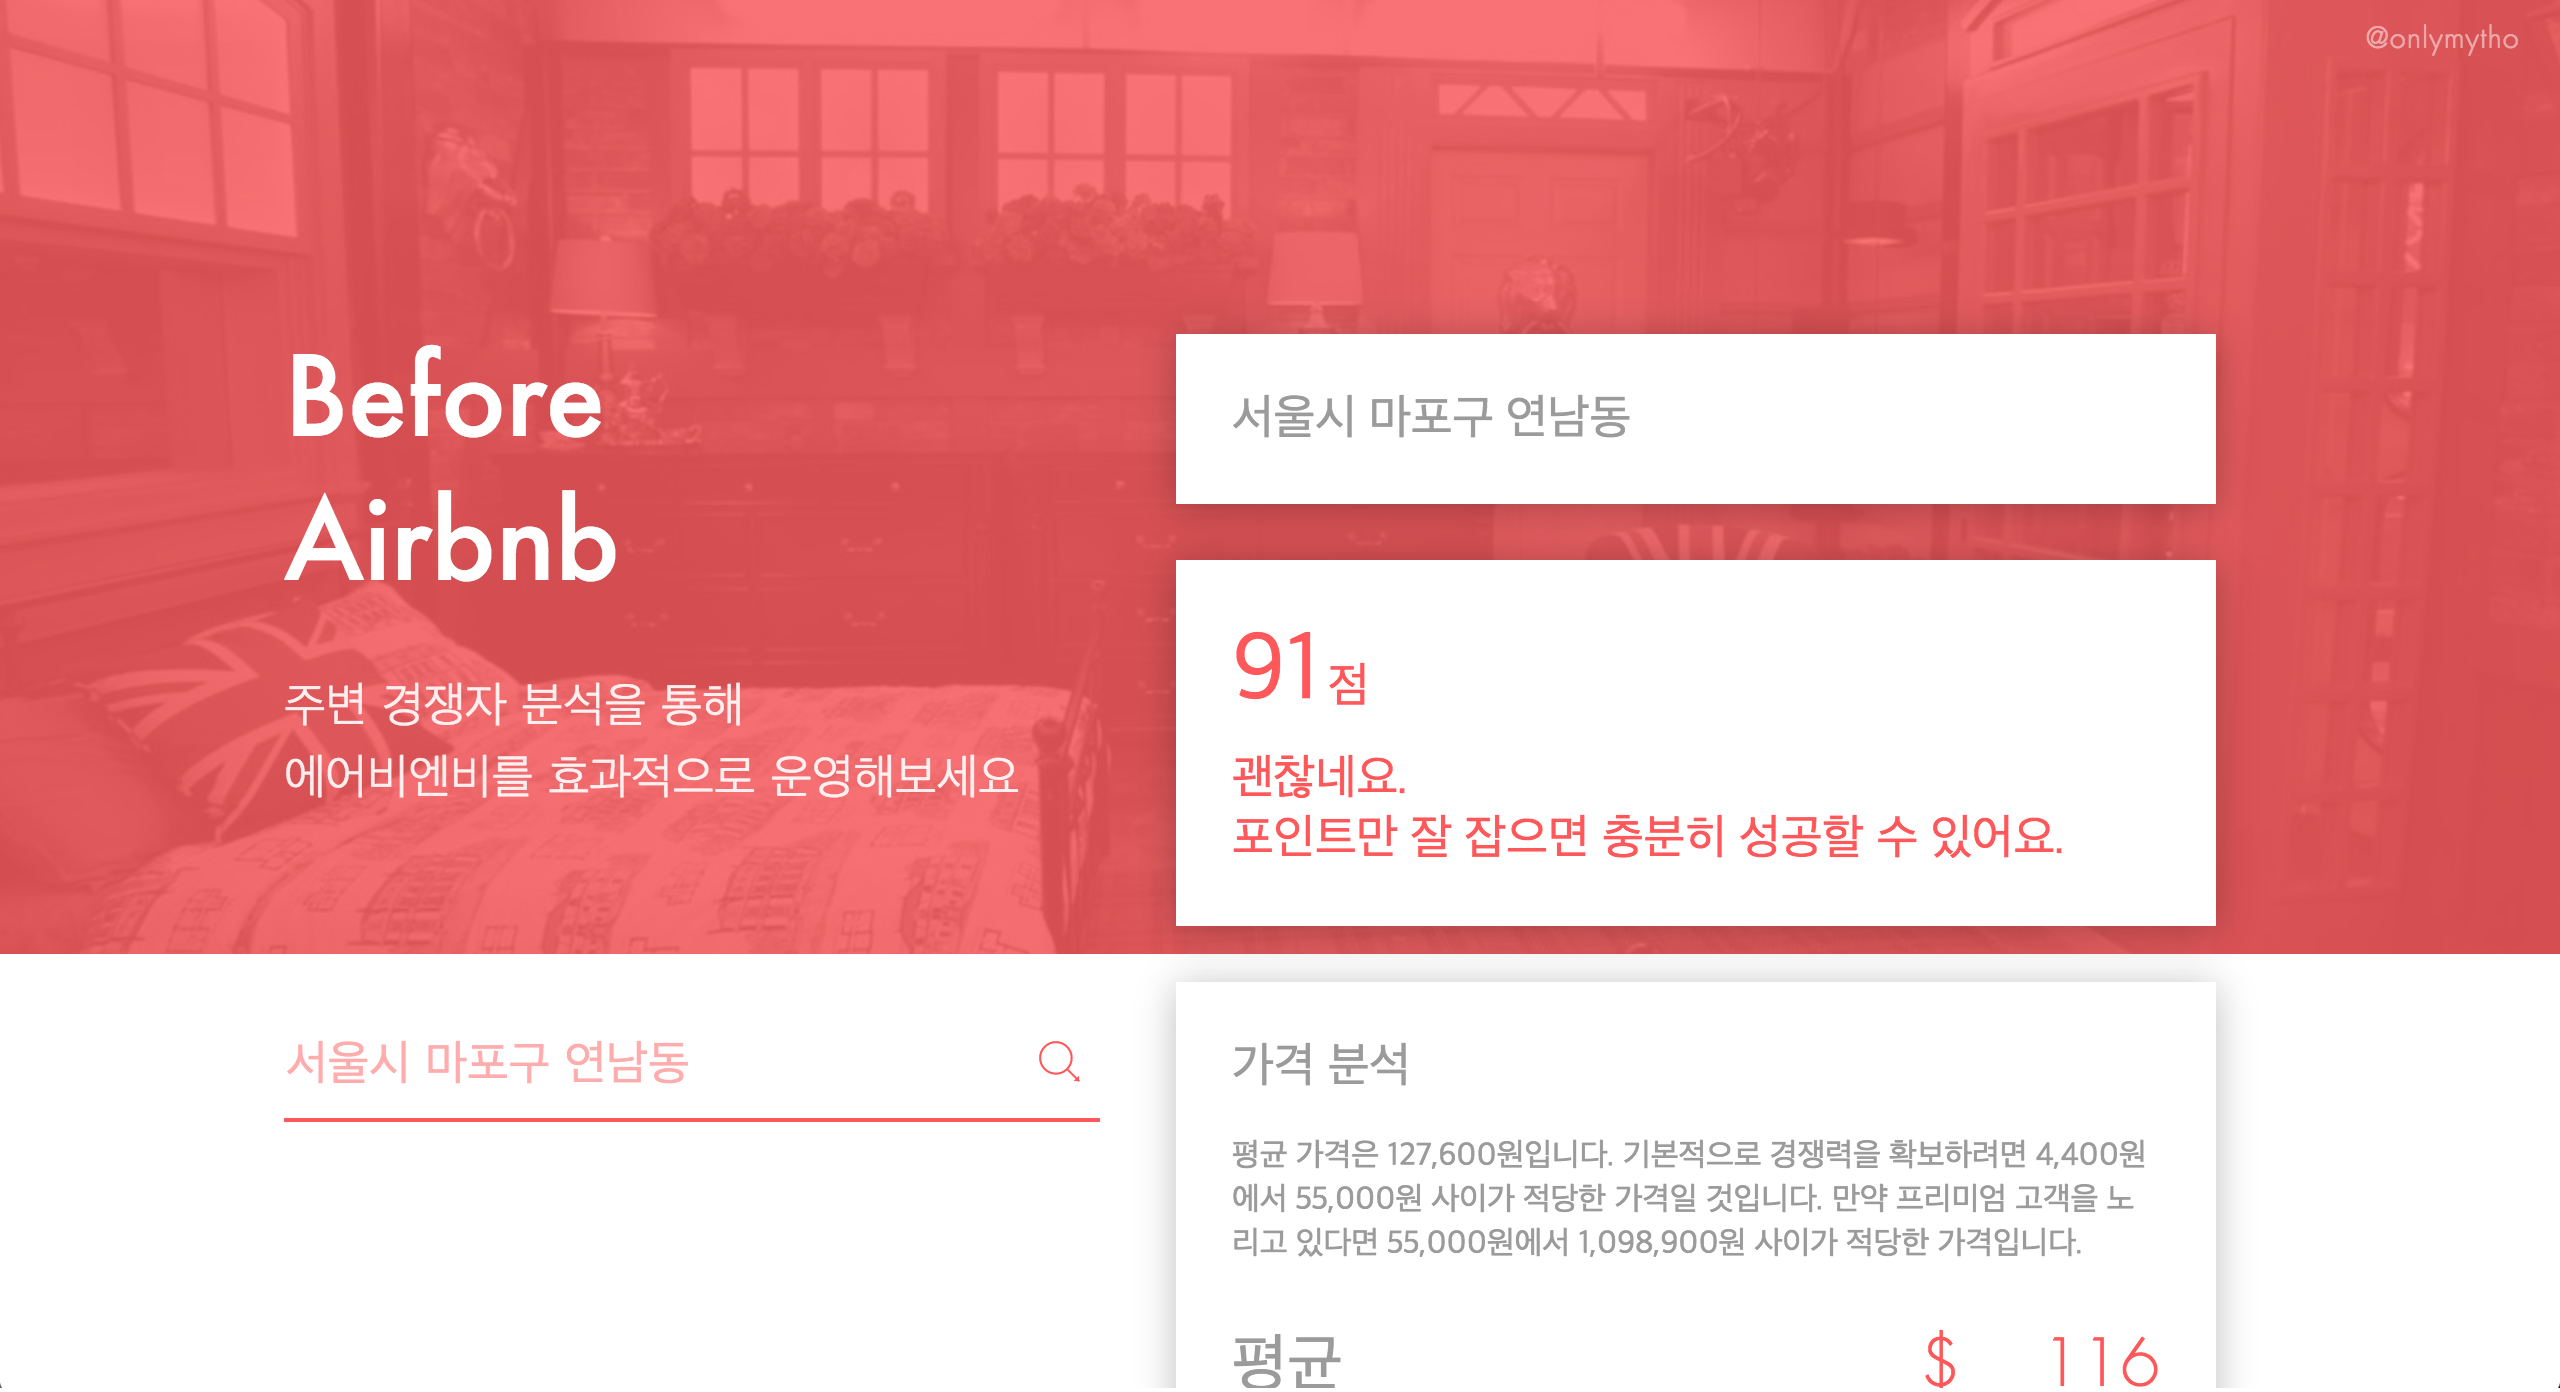 @onlymytho
Before
Airbnb
주변 경쟁자 분석을 통해
에어비엔비를 효과적으로 운영해보세요
서울시 마포구 연남동
서울시 마포구 연남동
91점
괜찮네요.
포인트만 잘 잡으면 충분히 성공할 수 있어요.
가격 분석
평균 가격은 127,600원입니다. 기본적으로 경쟁력을 확보하려면 4,400원
에서 55,000원 사이가 적당한 가격일 것입니다. 만약 프리미엄 고객을 노
리고 있다면 55,000원에서 1,098,900원 사이가 적당한 가격입니다.
평균 $ 116